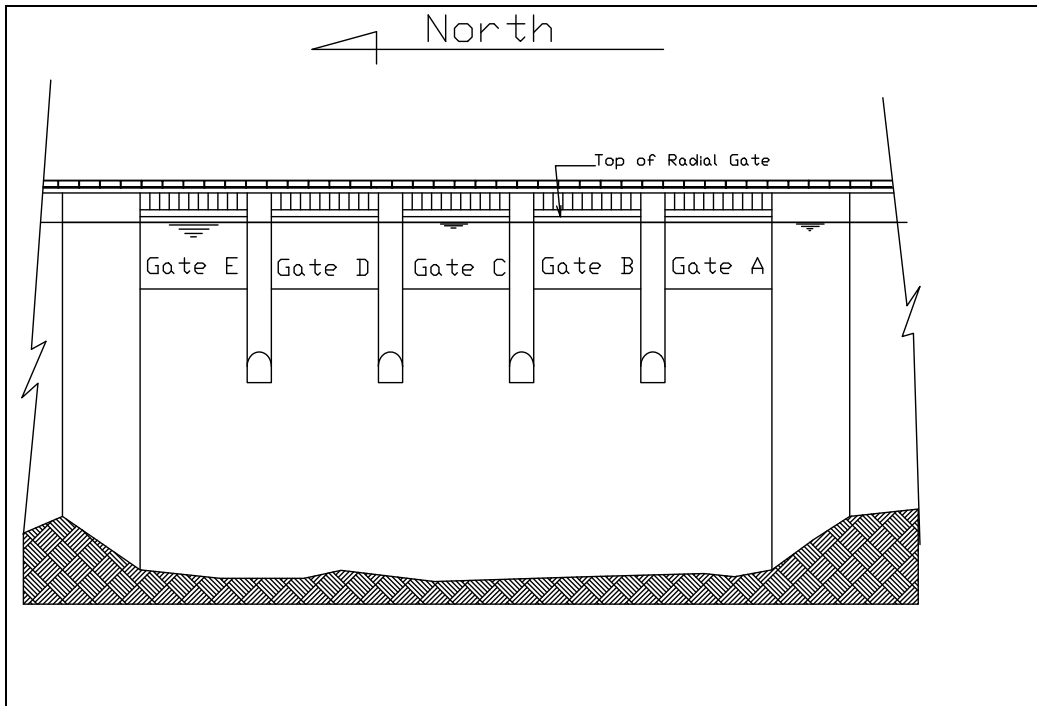 North
Top of Radial Gate
Gate E
Gate D
Gate C
Gate B
Gate A